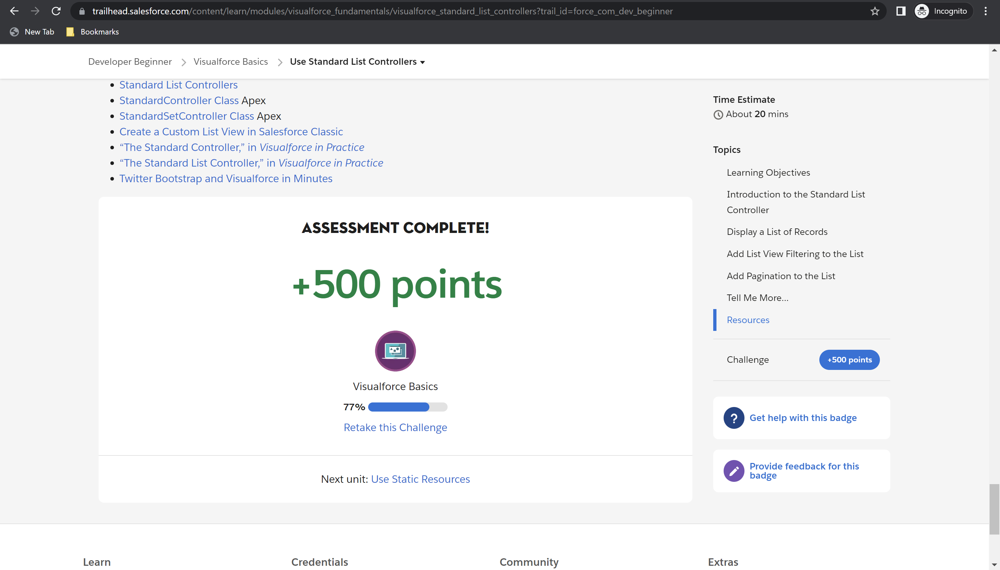 trailhead.salesforce.com/content/learn/modules/visualforce_fundamentals/visualforce_standard_list_controllers?trail_id=force_com_dev_beginner
Incognito
New Tab
Bookmarks
Developer Beginner
Visualforce Basics
Use Standard List Controllers
Standard List Controllers
StandardController Class Apex
StandardSetController Class Apex
Create a Custom List View in Salesforce Classic
“The Standard Controller,” in Visualforce in Practice
“The Standard List Controller,” in Visualforce in Practice
Twitter Bootstrap and Visualforce in Minutes
ASSESSMENT COMPLETE!
+500 points
Visualforce Basics
77%
Retake this Challenge
Next unit: Use Static Resources
Time Estimate
About 20 mins
Topics
Learning Objectives
Introduction to the Standard List
Controller
Display a List of Records
Add List View Filtering to the List
Add Pagination to the List
Tell Me More...
Resources
Challenge
+500 points
?
Get help with this badge
Provide feedback for this
badge
Learn
Credentials
Community
Extras